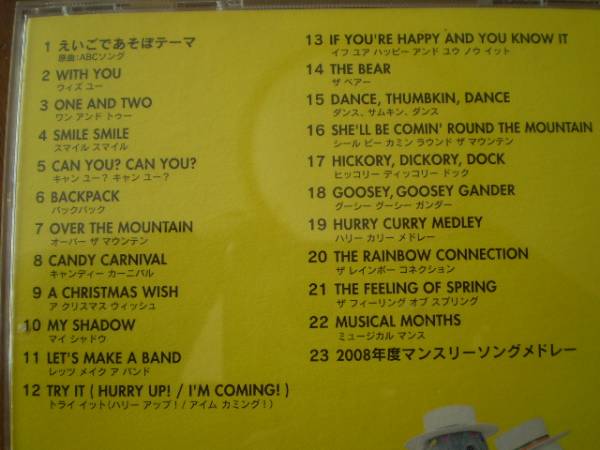 1 えいごであそぼテーマ
原曲:ABCソング
2 WITH YOU
ウィズ ユー
3 ONE AND TWO
ワン アンド トゥー
4 SMILE SMILE
スマイル スマイル
5 CAN YOU? CAN YOU?
キャン ユー? キャン ユー?
6 BACKPACK
バックパック
7 OVER THE MOUNTAIN
オーバー ザ マウンテン
8 CANDY CARNIVAL
キャンディー カーニバル
9 A CHRISTMAS WISH
ア クリスマス ウィッシュ
10 MY SHADOW
マイ シャドウ
11 LET'S MAKE A BAND
レッツ メイク ア バンド
12 TRY IT ( HURRY UP! / I'M COMING! )
トライ イット(ハリー アップ! / アイム カミング! )
13 IF YOU'RE HAPPY AND YOU KNOW IT
イフ ユア ハッピー アンド ユウ ノウ イット
14 THE BEAR
ザ ベアー
15 DANCE, THUMBKIN, DANCE
ダンス、サムキン、ダンス
16 SHE'LL BE COMIN' ROUND THE MOUNTAIN
シール ビー カミン ラウンド ザ マウンテン
17 HICKORY, DICKORY, DOCK
ヒッコリー ディッコリー ドック
18 GOOSEY, GOOSEY GANDER
グーシー グーシー ガンダー
19 HURRY CURRY MEDLEY
ハリー カリー メドレー
20 THE RAINBOW CONNECTION
ザ レインボー コネクション
21 THE FEELING OF SPRING
ザ フィーリング オブ スプリング
22 MUSICAL MONTHS
ミュージカル マンス
23 2008年度マンスリーソングメドレー